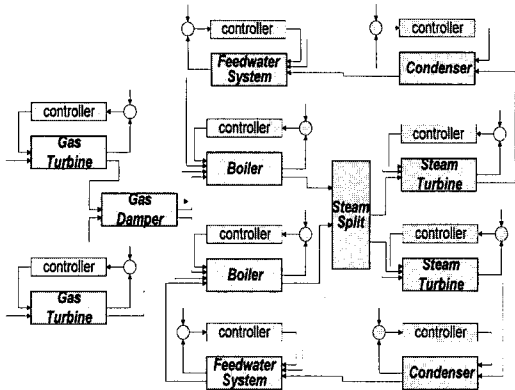 controller
controller
Feedwater
System
Condenser
controller
Gas
Turbine
controller
Boiler
controller
Steam
Turbine
Gas
Damper
Steam
Split
controller
Gas
Turbine
controller
Boiler
controller
Steam
Turbine
controller
Feedwater
System
controller
Condenser